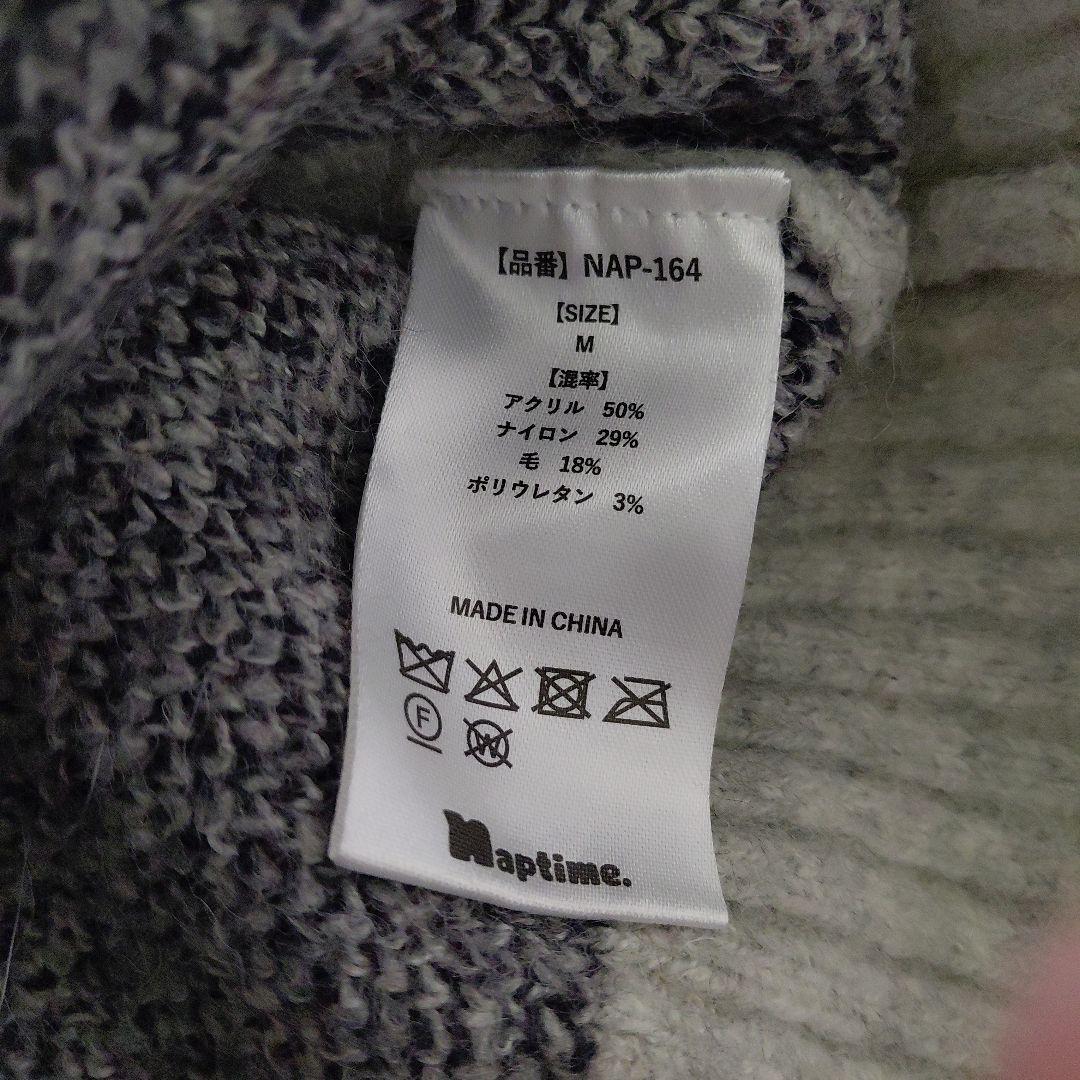 【品番】 NAP-164
【SIZE】
M
【混率】
アクリル 50%
ナイロン 29%
毛 18%
ポリウレタン 3%
MADE IN CHINA
F
W
Naptime.